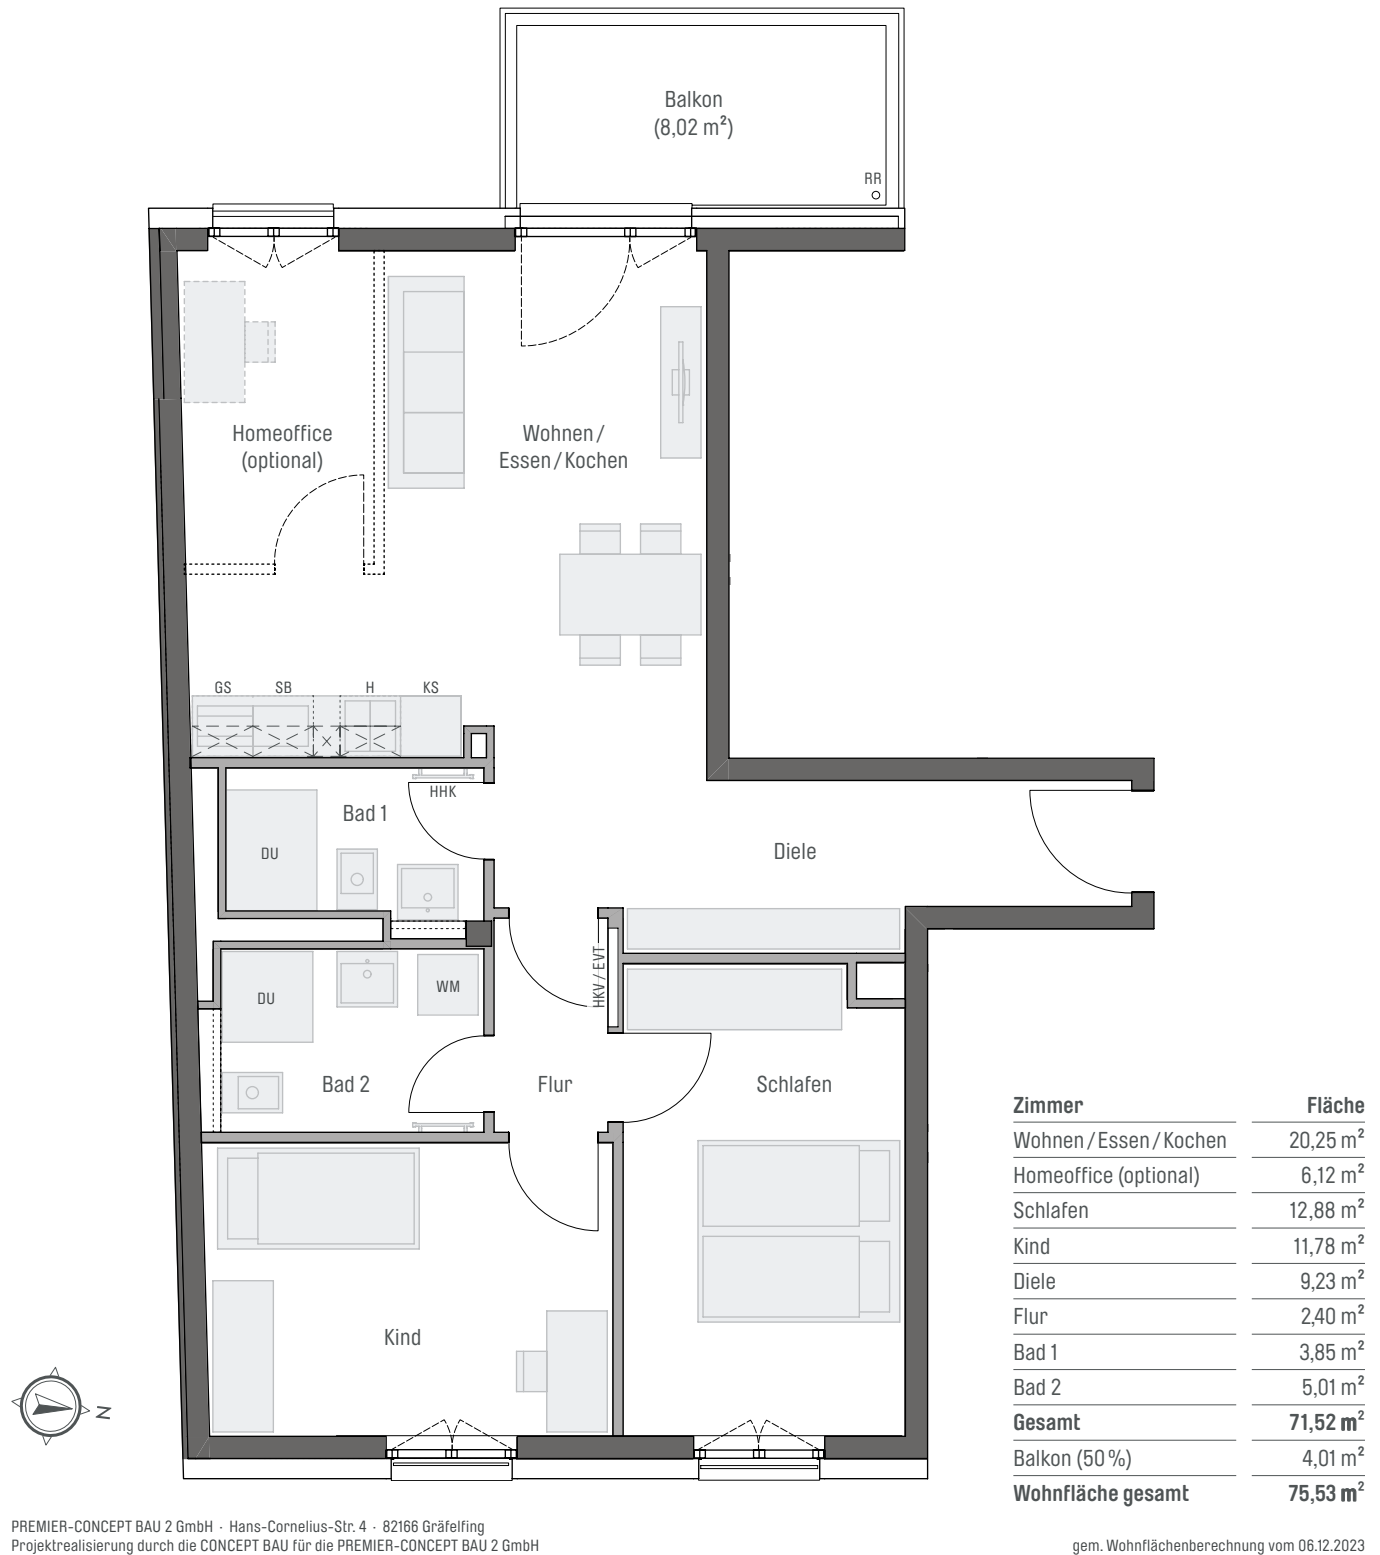 Balkon
(8,02 m²)
RR
Homeoffice
(optional)
Wohnen / 
Essen / Kochen
GS SB H KS
HHK
Bad 1
DU
Diele
HKV / EVT
DU
WM
Bad 2
Flur
Schlafen
Kind
N
Zimmer Fläche
Wohnen / Essen / Kochen 20,25 m²
Homeoffice (optional) 6,12 m²
Schlafen 12,88 m²
Kind 11,78 m²
Diele 9,23 m²
Flur 2,40 m²
Bad 1 3,85 m²
Bad 2 5,01 m²
Gesamt 71,52 m²
Balkon (50 %) 4,01 m²
Wohnfläche gesamt 75,53 m²
PREMIER-CONCEPT BAU 2 GmbH · Hans-Cornelius-Str. 4 · 82166 Gräfelfing
Projektrealisierung durch die CONCEPT BAU für die PREMIER-CONCEPT BAU 2 GmbH
gem. Wohnflächenberechnung vom 06.12.2023